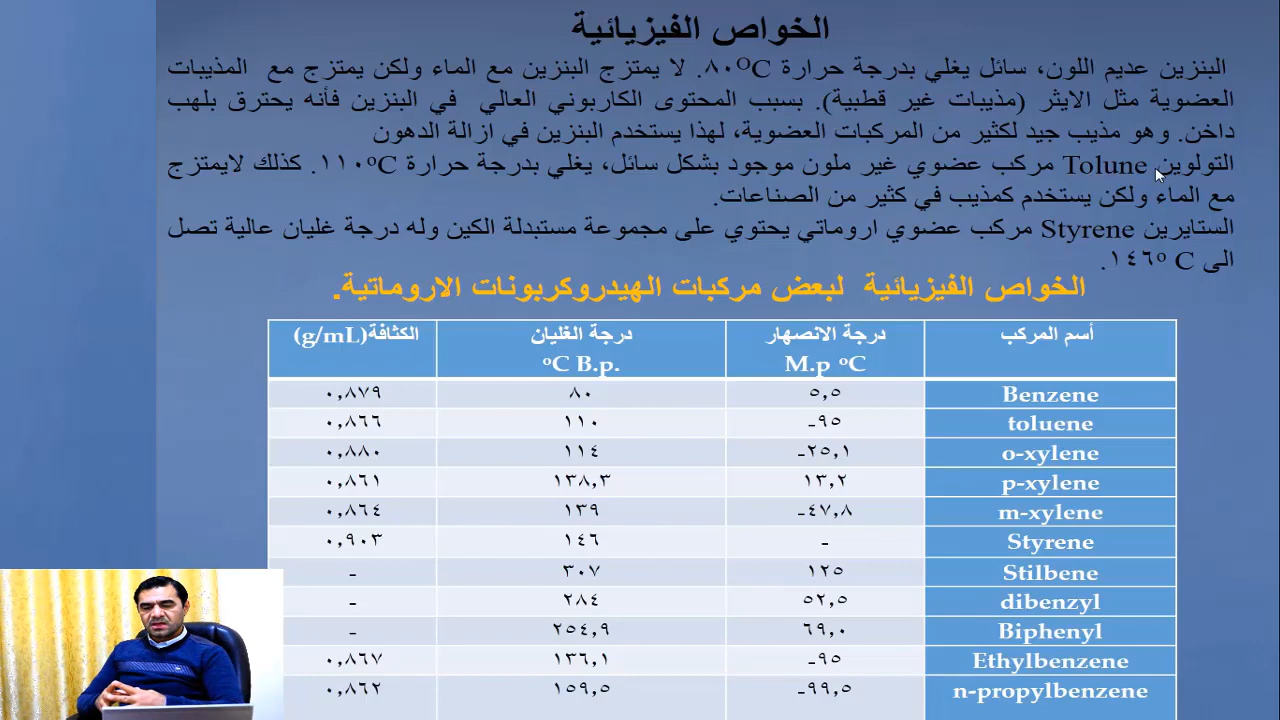 الخواص الفيزيائية
البنزين عديم اللون، سائل يغلي بدرجة حرارة ٨٠ᴼC. لا يمتزج البنزين مع الماء ولكن يمتزج مع المذيبات
العضوية مثل الايثر (مذيبات غير قطبية). بسبب المحتوى الكاربوني العالي في البنزين فأنه يحترق بلهب
داخن. وهو مذيب جيد لكثير من المركبات العضوية، لهذا يستخدم البنزين في ازالة الدهون
التولوين Tolune مركب عضوي غير ملون موجود بشكل سائل، يغلي بدرجة حرارة ١١٠ᵒC. كذلك لايمتزج
مع الماء ولكن يستخدم كمذيب في كثير من الصناعات.
الستايرين Styrene مركب عضوي اروماتي يحتوي على مجموعة مستبدلة الكين وله درجة غليان عالية تصل
الى ١٤٦ᵒ C.
الخواص الفيزيائية لبعض مركبات الهيدروكربونات الاروماتية.
أسم المركب درجة الانصهار M.p ᵒC درجة الغليان ᵒC B.p. الكثافة(g/mL)
Benzene ٥,٥ ٨٠ ٠,٨٧٩
toluene -٩٥ ١١٠ ٠,٨٦٦
o-xylene -٢٥,١ ١١٤ ٠,٨٨٠
p-xylene ١٣,٢ ١٣٨,٣ ٠,٨٦١
m-xylene -٤٧,٨ ١٣٩ ٠,٨٦٤
Styrene - ١٤٦ ٠,٩٠٣
Stilbene ١٢٥ ٣٠٧ -
dibenzyl ٥٢,٥ ٢٨٤ -
Biphenyl ٦٩,٠ ٢٥٤,٩ -
Ethylbenzene -٩٥ ١٣٦,١ ٠,٨٦٧
n-propylbenzene -٩٩,٥ ١٥٩,٥ ٠,٨٦٢